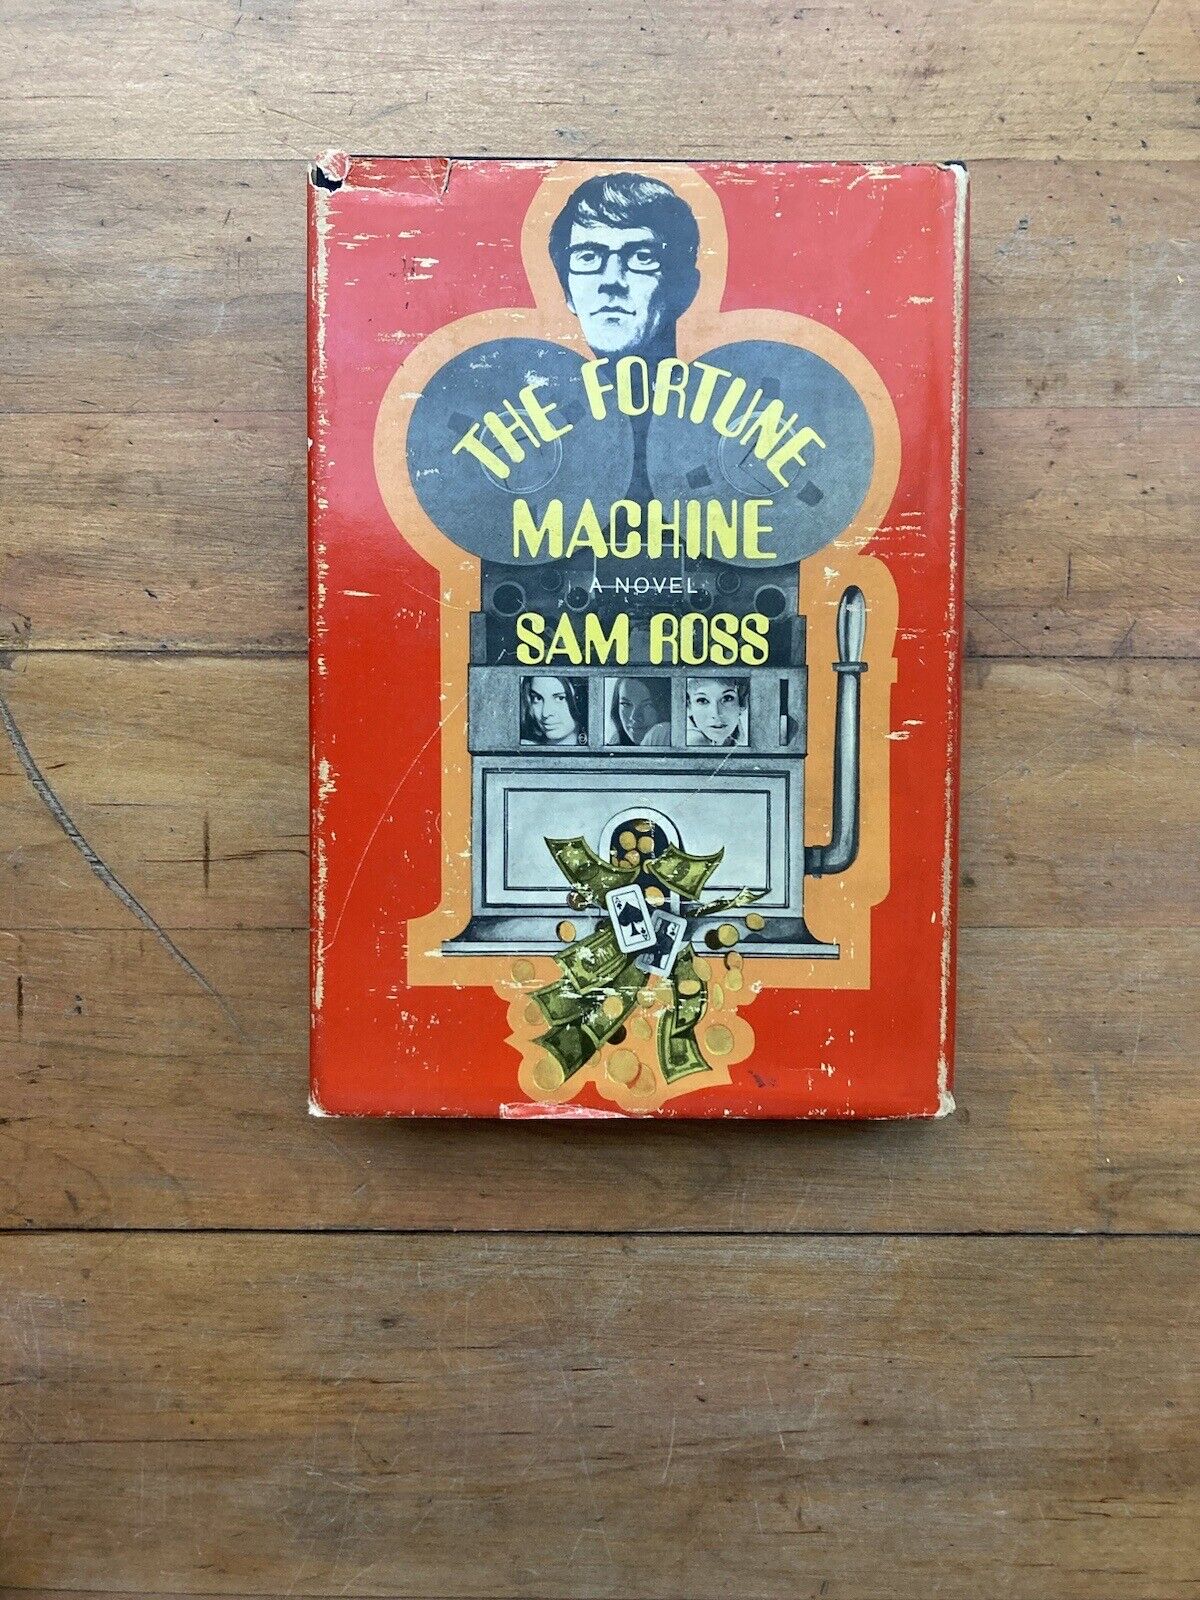 THE FORTUNE
MACHINE
A NOVEL
SAM ROSS